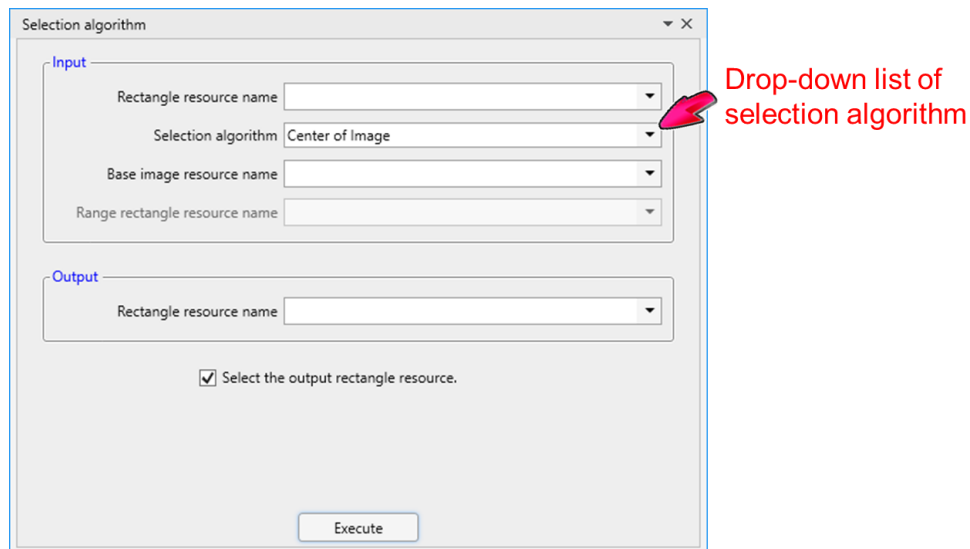 Selection algorithm
Input
Rectangle resource name
Selection algorithm Center of Image
Base image resource name
Range rectangle resource name
Output
Rectangle resource name
Select the output rectangle resource.
Execute
Drop-down list of
selection algorithm